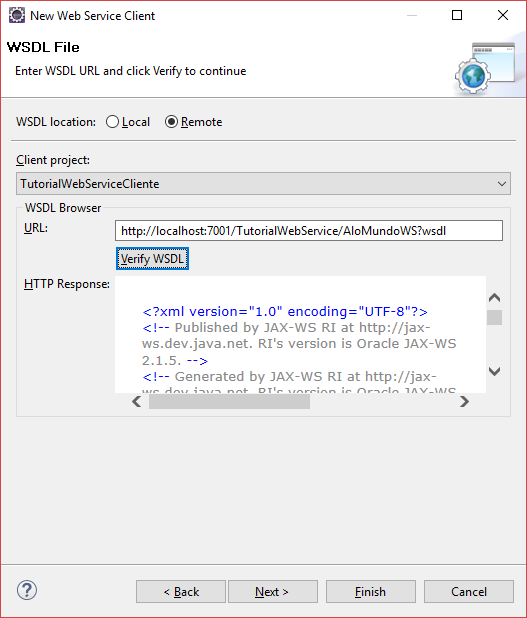 New Web Service Client
WSDL File
Enter WSDL URL and click Verify to continue
WSDL location: Local Remote
Client project:
TutorialWebServiceCliente
WSDL Browser
URL: http://localhost:7001/TutorialWebService/AloMundoWS?wsdl
Verify WSDL
HTTP Response:
<?xml version="1.0" encoding="UTF-8"?>
<!-- Published by JAX-WS RI at http://jax-
ws.dev.java.net. RI's version is Oracle JAX-WS
2.1.5. -->
<!-- Generated by JAX-WS RI at http://jax-
ws.dev.java.net. RI's version is Oracle JAX-WS
< Back Next > Finish Cancel